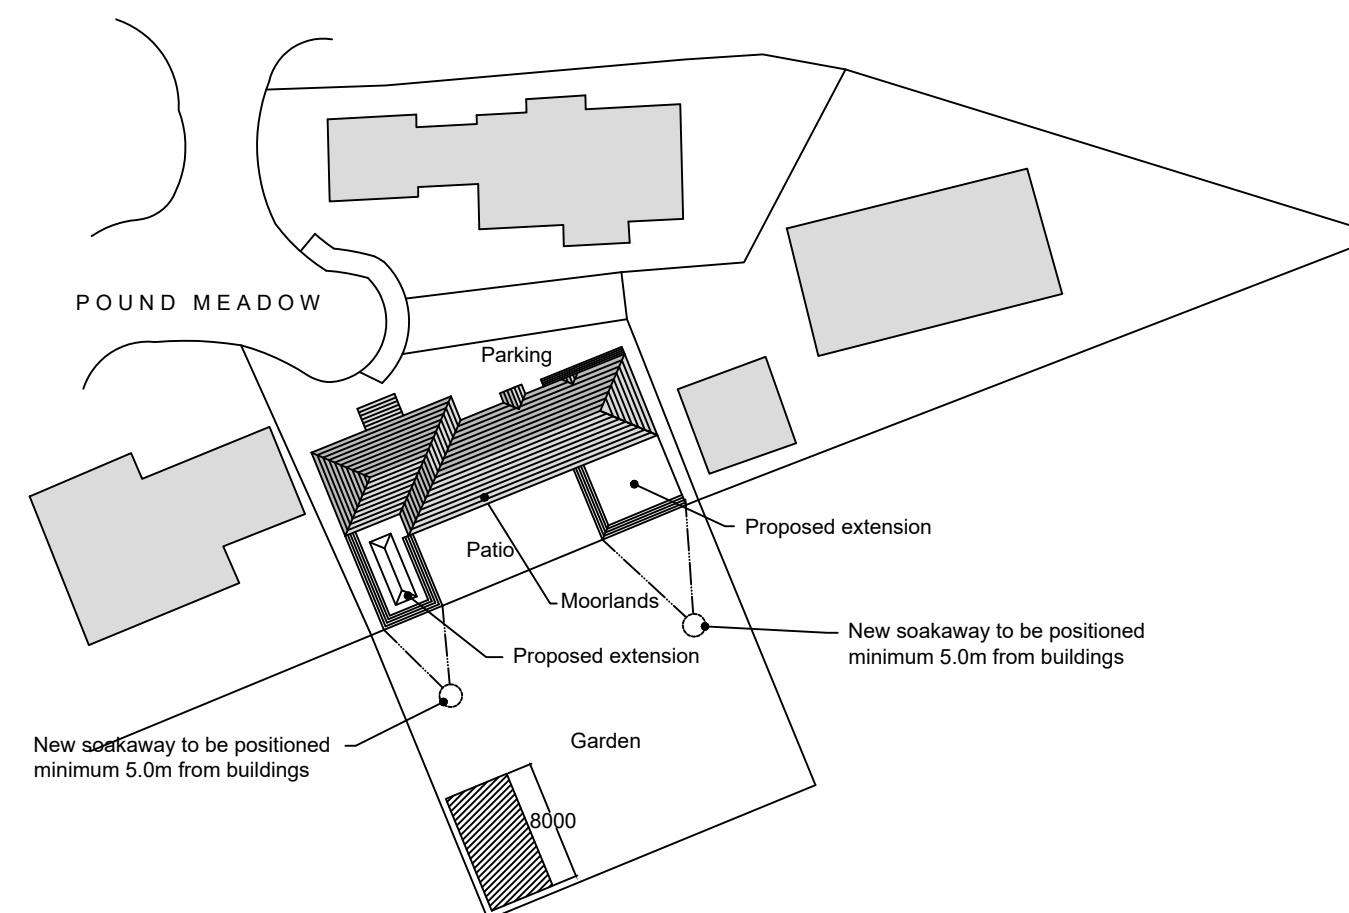 POUND MEADOW
Parking
Proposed extension
Patio
Moorlands
New soakaway to be positioned
minimum 5.0m from buildings
Proposed extension
New soakaway to be positioned
minimum 5.0m from buildings
Garden
8000